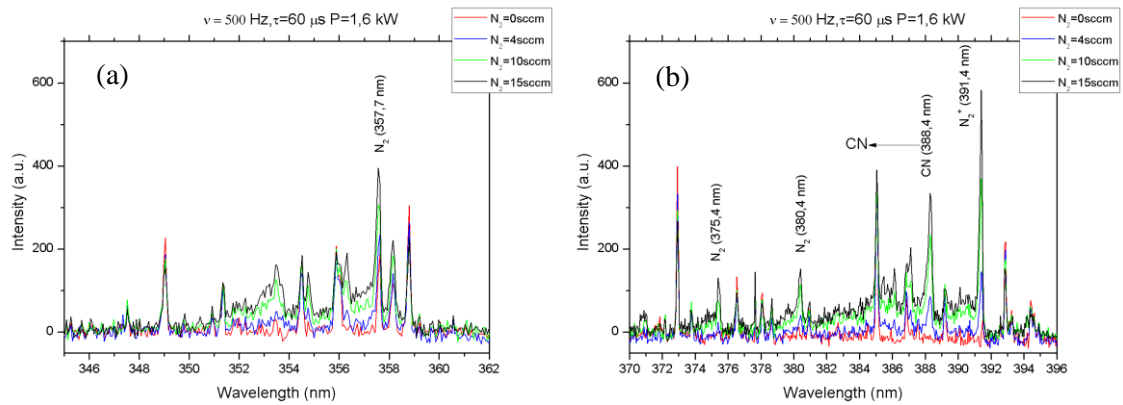 ν = 500 Hz,τ=60 μs P=1,6 kW
N2=0sccm
N2=4sccm
N2=10sccm
N2=15sccm
(a)
N2 (357,7 nm)
600
400
200
0
Intensity (a.u.)
346 348 350 352 354 356 358 360 362
Wavelength (nm)
ν = 500 Hz,τ=60 μs P=1,6 kW
N2=0sccm
N2=4sccm
N2=10sccm
N2=15sccm
(b)
N2 (375,4 nm)
N2 (380,4 nm)
CN
CN (388,4 nm)
N2+ (391,4 nm)
600
400
200
0
Intensity (a.u.)
370 372 374 376 378 380 382 384 386 388 390 392 394 396
Wavelength (nm)